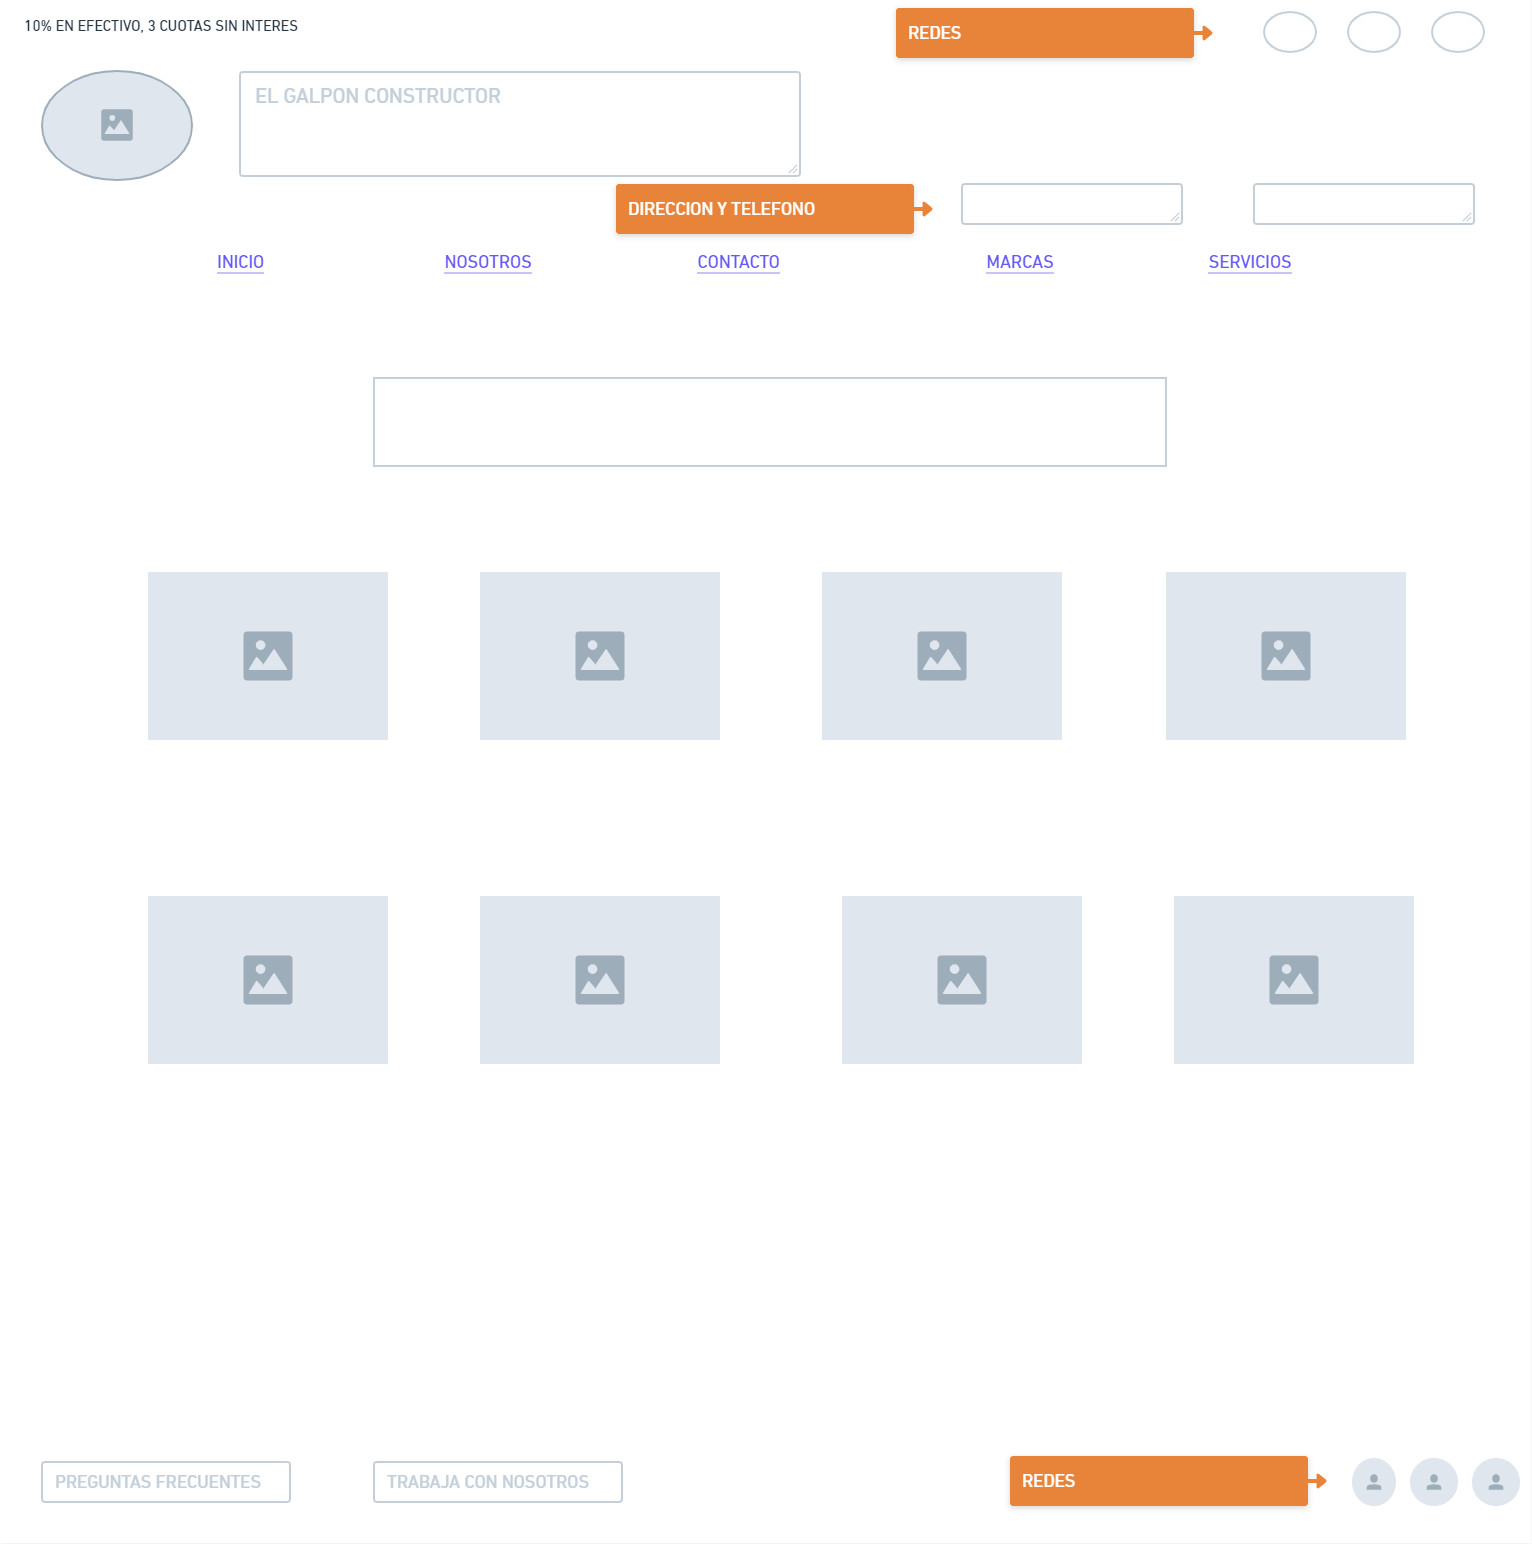 10% EN EFECTIVO, 3 CUOTAS SIN INTERES
REDES
EL GALPON CONSTRUCTOR
DIRECCION Y TELEFONO
INICIO
NOSOTROS
CONTACTO
MARCAS
SERVICIOS
PREGUNTAS FRECUENTES
TRABAJA CON NOSOTROS
REDES